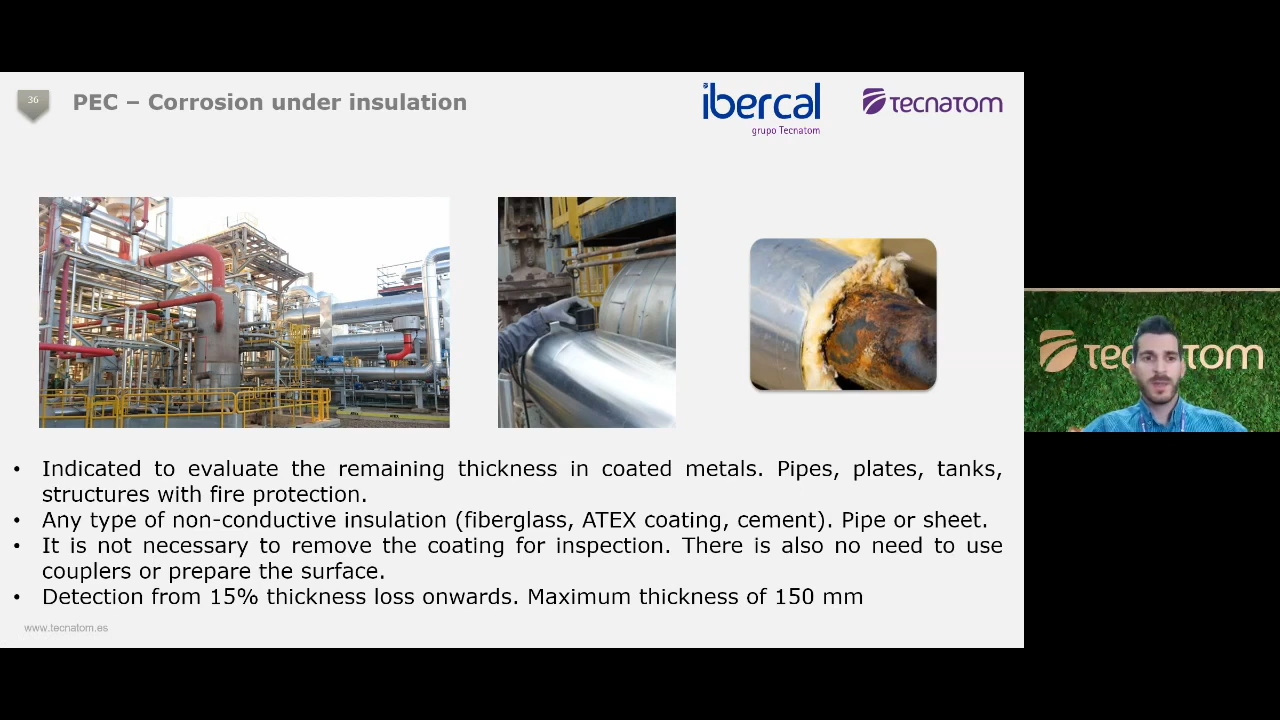 36
PEC – Corrosion under insulation
ibercal
grupo Tecnatom
tecnatom
• Indicated to evaluate the remaining thickness in coated metals. Pipes, plates, tanks,
structures with fire protection.
• Any type of non-conductive insulation (fiberglass, ATEX coating, cement). Pipe or sheet.
• It is not necessary to remove the coating for inspection. There is also no need to use
couplers or prepare the surface.
• Detection from 15% thickness loss onwards. Maximum thickness of 150 mm
www.tecnatom.es
tecnatom